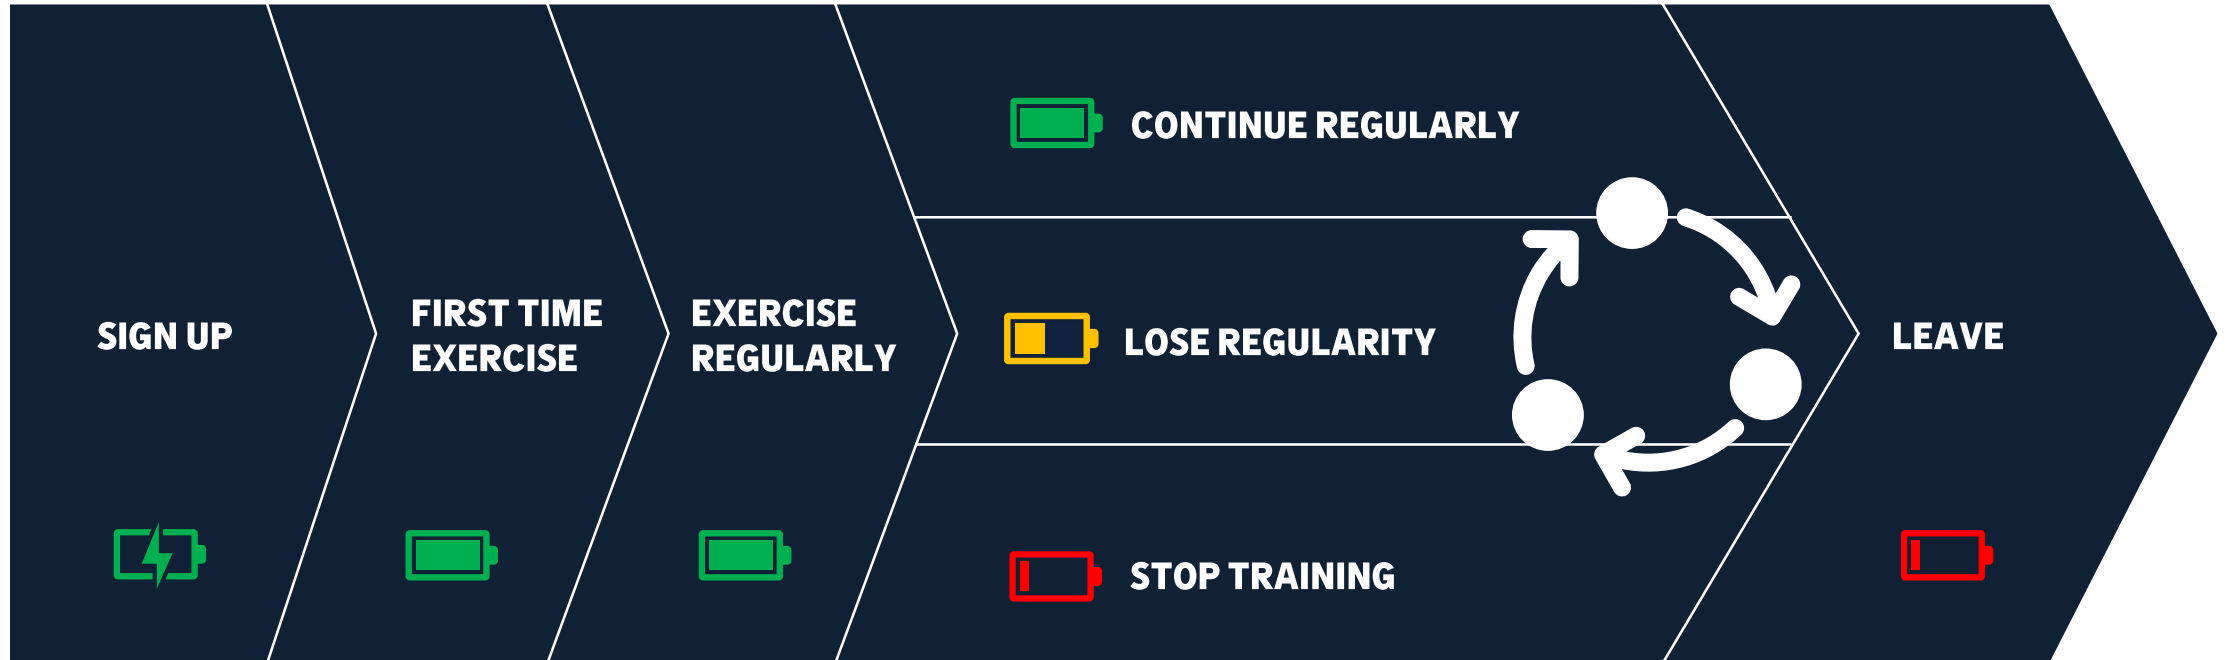 SIGN UP
FIRST TIME
EXERCISE
EXERCISE
REGULARLY
CONTINUE REGULARLY
LOSE REGULARITY
STOP TRAINING
LEAVE